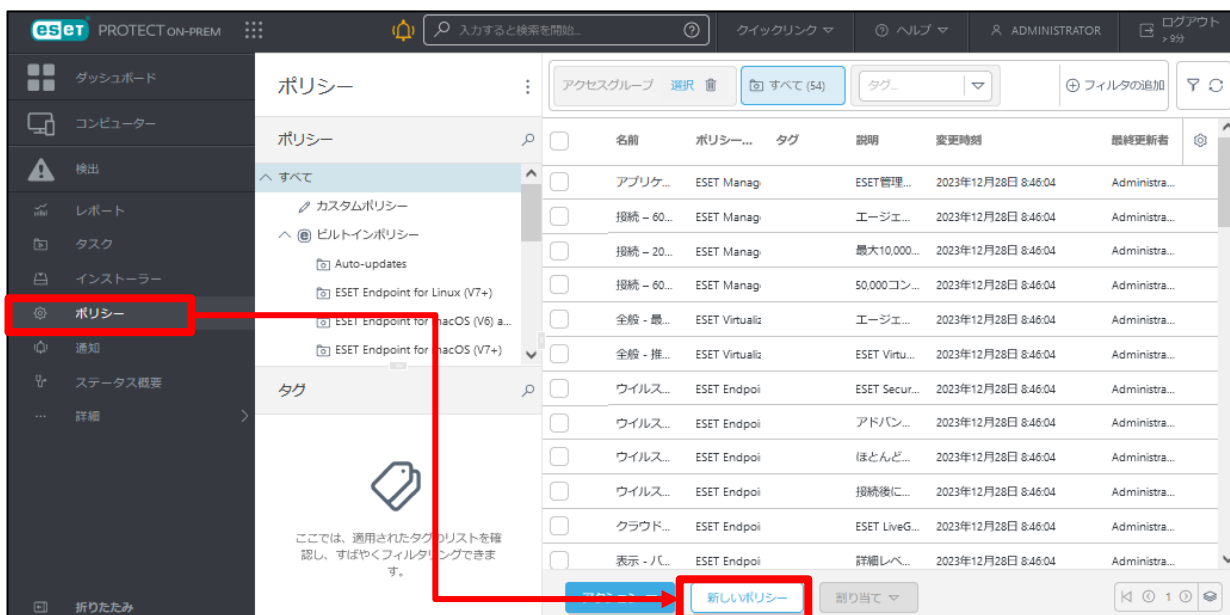 eset PROTECT ON-PREM
入力すると検索を開始...
クイックリンク
ヘルプ
ADMINISTRATOR
ログアウト
>9分
ダッシュボード
コンピューター
検出
レポート
タスク
インストーラー
ポリシー
通知
ステータス概要
詳細
折りたたみ
ポリシー
ポリシー
すべて
カスタムポリシー
ビルトインポリシー
Auto-updates
ESET Endpoint for Linux (V7+)
ESET Endpoint for macOS (V6) a...
ESET Endpoint for macOS (V7+)
タグ
ここでは、適用されたタグのリストを確
認し、すばやくフィルタリングできま
す。
アクセスグループ 選択 すべて (54) タグ... フィルタの追加
名前 ポリシー... タグ 説明 変更時刻 最終更新者
アプリケ... ESET Manag ESET管理... 2023年12月28日 8:46:04 Administra...
接続 – 60... ESET Manag エージェ... 2023年12月28日 8:46:04 Administra...
接続 – 20... ESET Manag 最大10,000... 2023年12月28日 8:46:04 Administra...
接続 – 60... ESET Manag 50,000コン... 2023年12月28日 8:46:04 Administra...
全般 - 最... ESET Virtualiz エージェ... 2023年12月28日 8:46:04 Administra...
全般 - 推... ESET Virtualiz ESET Virtu... 2023年12月28日 8:46:04 Administra...
ウイルス... ESET Endpoi ESET Secur... 2023年12月28日 8:46:04 Administra...
ウイルス... ESET Endpoi アドバン... 2023年12月28日 8:46:04 Administra...
ウイルス... ESET Endpoi ほとんど... 2023年12月28日 8:46:04 Administra...
ウイルス... ESET Endpoi 接続後に... 2023年12月28日 8:46:04 Administra...
クラウド... ESET Endpoi ESET LiveG... 2023年12月28日 8:46:04 Administra...
表示 - バ... ESET Endpoi 詳細レベ... 2023年12月28日 8:46:04 Administra...
アクション 新しいポリシー 割り当て 1